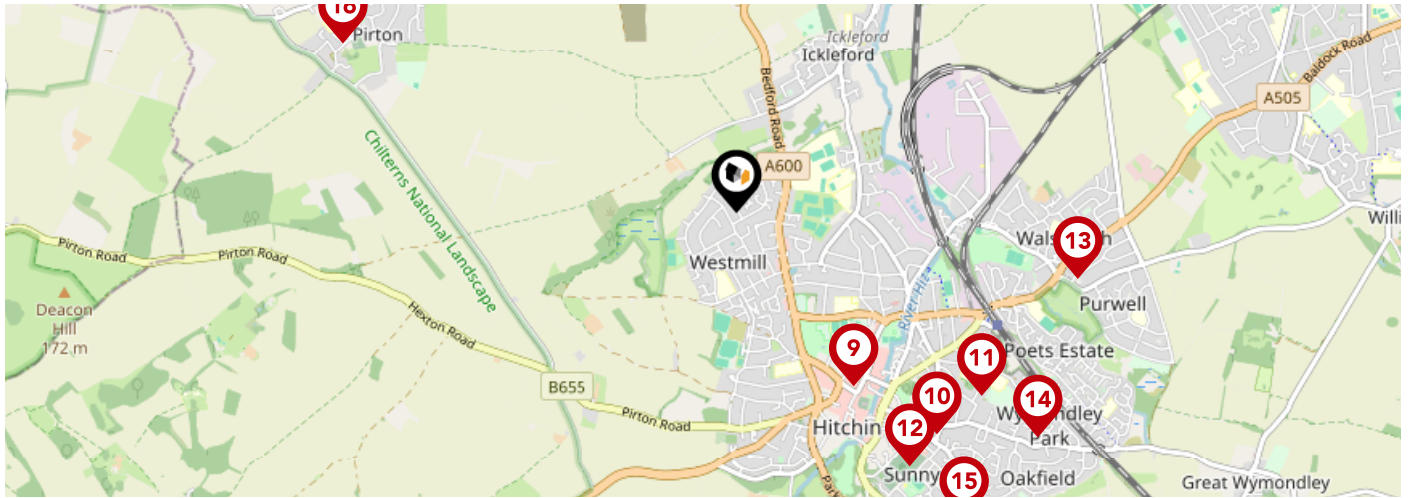 16
Pirton
Ickleford
Ickleford
Bedford Road
Baldock Road
A505
A600
Chilterns National Landscape
Pirton Road
Pirton Road
Westmill
13
Purwell
Deacon
Hill
172 m
Hexton Road
River Hiz
9
11
Poets Estate
B655
10
14
Pirton Road
12
Hitchin
Park
Sunny
15
Oakfield
Great Wymondley